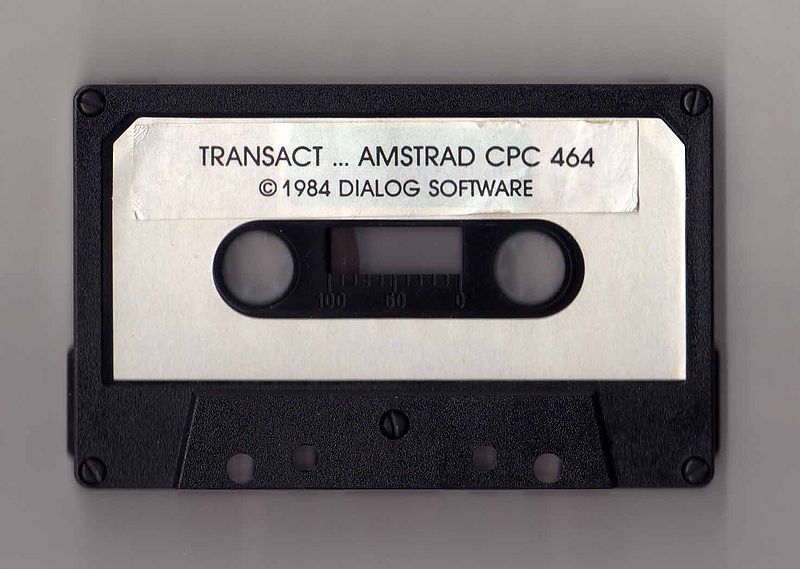 TRANSACT ... AMSTRAD CPC 464
© 1984 DIALOG SOFTWARE
100 50 0